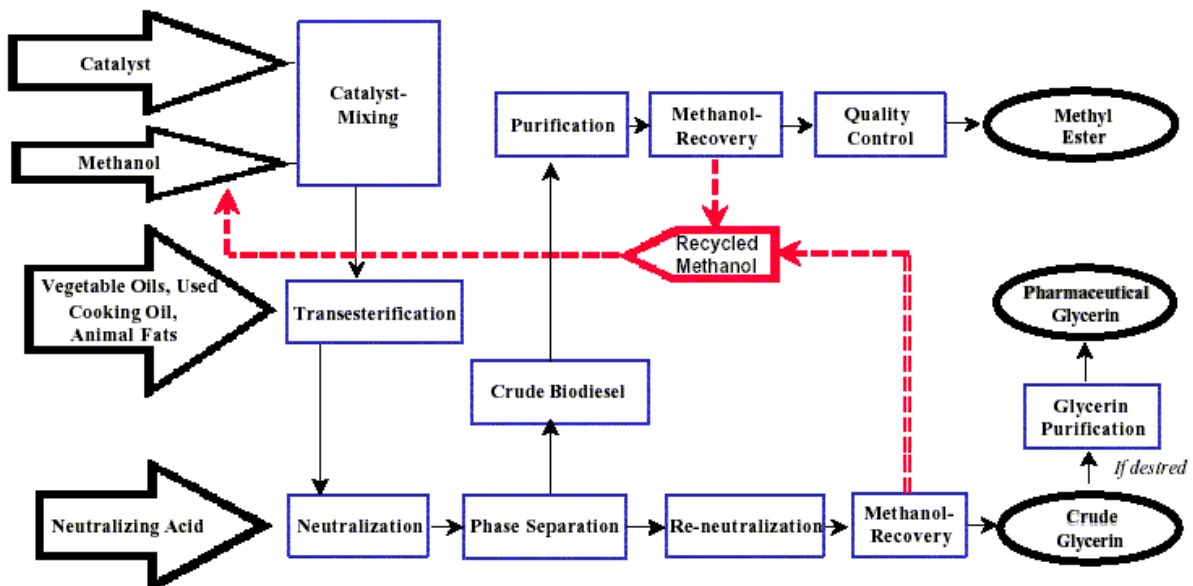 Catalyst
Catalyst-
Mixing
Methanol
Purification
Methanol-
Recovery
Quality
Control
Methyl
Ester
Recycled
Methanol
Vegetable Oils, Used
Cooking Oil,
Animal Fats
Transesterification
Pharmaceutical
Glycerin
Crude Biodiesel
Glycerin
Purification
If destred
Neutralizing Acid
Neutralization
Phase Separation
Re-neutralization
Methanol-
Recovery
Crude
Glycerin